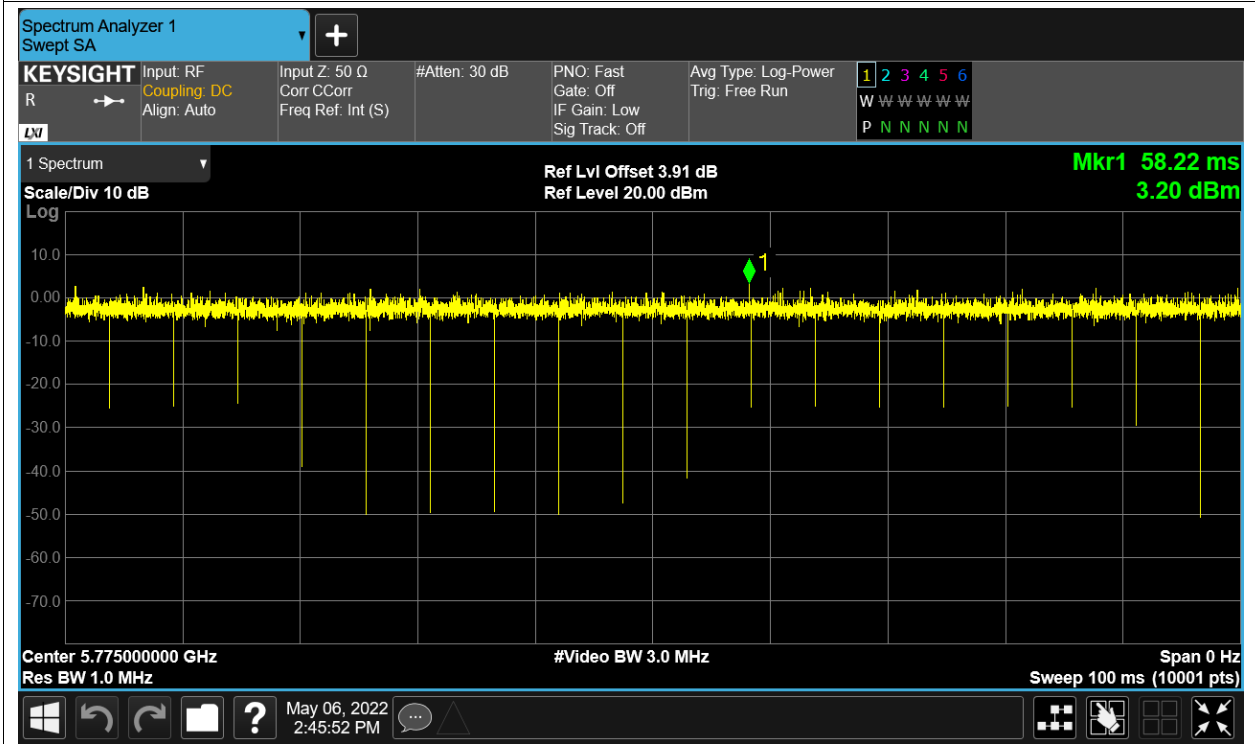 Spectrum Analyzer 1
Swept SA
+
KEYSIGHT Input: RF Input Z: 50 Ω #Atten: 30 dB PNO: Fast Avg Type: Log-Power 1 2 3 4 5 6
R Coupling: DC Corr CCorr Gate: Off Trig: Free Run W W W W W W
Align: Auto Freq Ref: Int (S) IF Gain: Low
LXI Sig Track: Off P N N N N N
1 Spectrum Ref Lvl Offset 3.91 dB Mkr1 58.22 ms
Scale/Div 10 dB Ref Level 20.00 dBm 3.20 dBm
Log
10.0
1
0.00
-10.0
-20.0
-30.0
-40.0
-50.0
-60.0
-70.0
Center 5.775000000 GHz #Video BW 3.0 MHz Span 0 Hz
Res BW 1.0 MHz Sweep 100 ms (10001 pts)
? May 06, 2022
2:45:52 PM